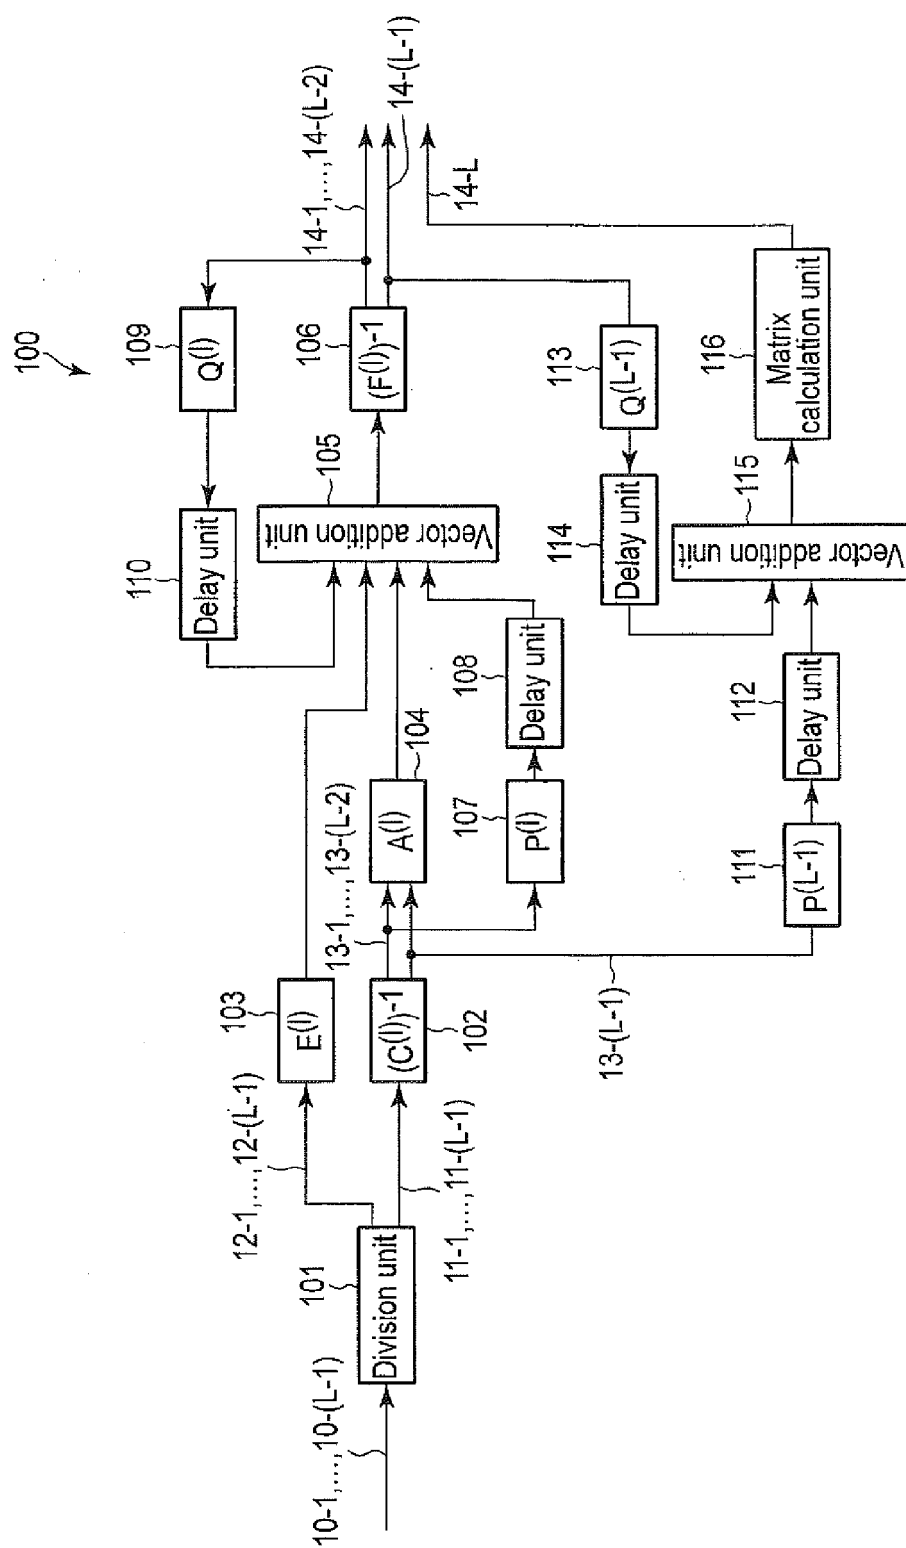 100
10-1,...,10-(L-1)
101
Division unit
12-1,...,12-(L-1)
11-1,...,11-(L-1)
103
E(l)
(C(l))-1
102
13-1,...,13-(L-2)
13-(L-1)
A(l)
104
107
P(l)
108
Delay unit
110
Delay unit
109
Q(l)
105
Vector addition unit
106
(F(l))-1
14-1,...,14-(L-2)
14-(L-1)
14-L
111
P(L-1)
112
Delay unit
113
Q(L-1)
114
Delay unit
115
Vector addition unit
116
Matrix
calculation unit